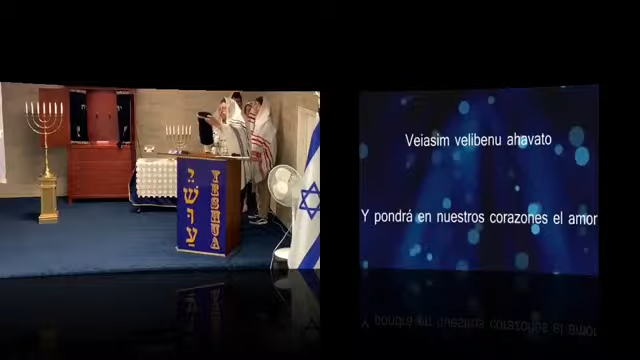 יֵשׁוּעַ
YESHUA
Veiasim velibenu ahavato
Y pondrá en nuestros corazones el amor